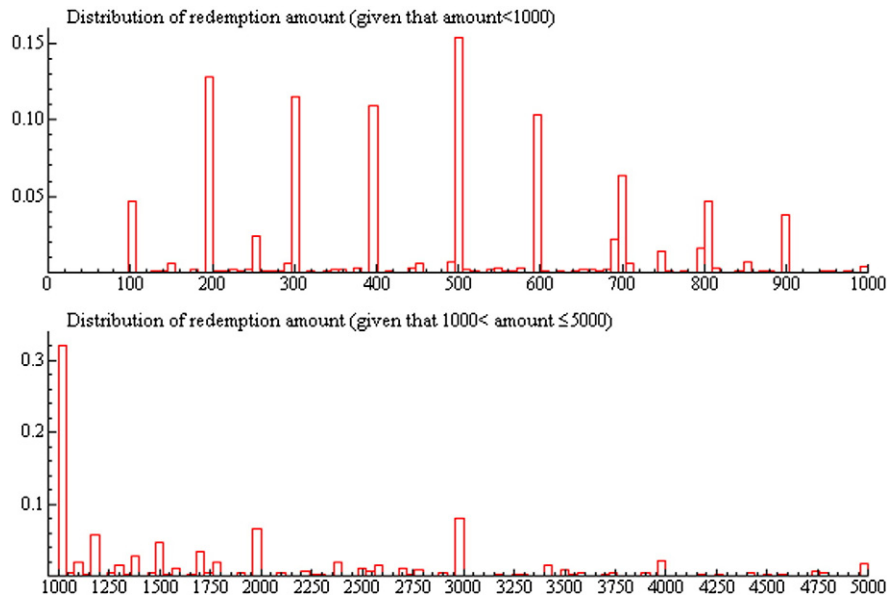 Distribution of redemption amount (given that amount<1000)
0.15
0.10
0.05
0 100 200 300 400 500 600 700 800 900 1000
Distribution of redemption amount (given that 1000< amount ≤5000)
0.3
0.2
0.1
1000 1250 1500 1750 2000 2250 2500 2750 3000 3250 3500 3750 4000 4250 4500 4750 5000